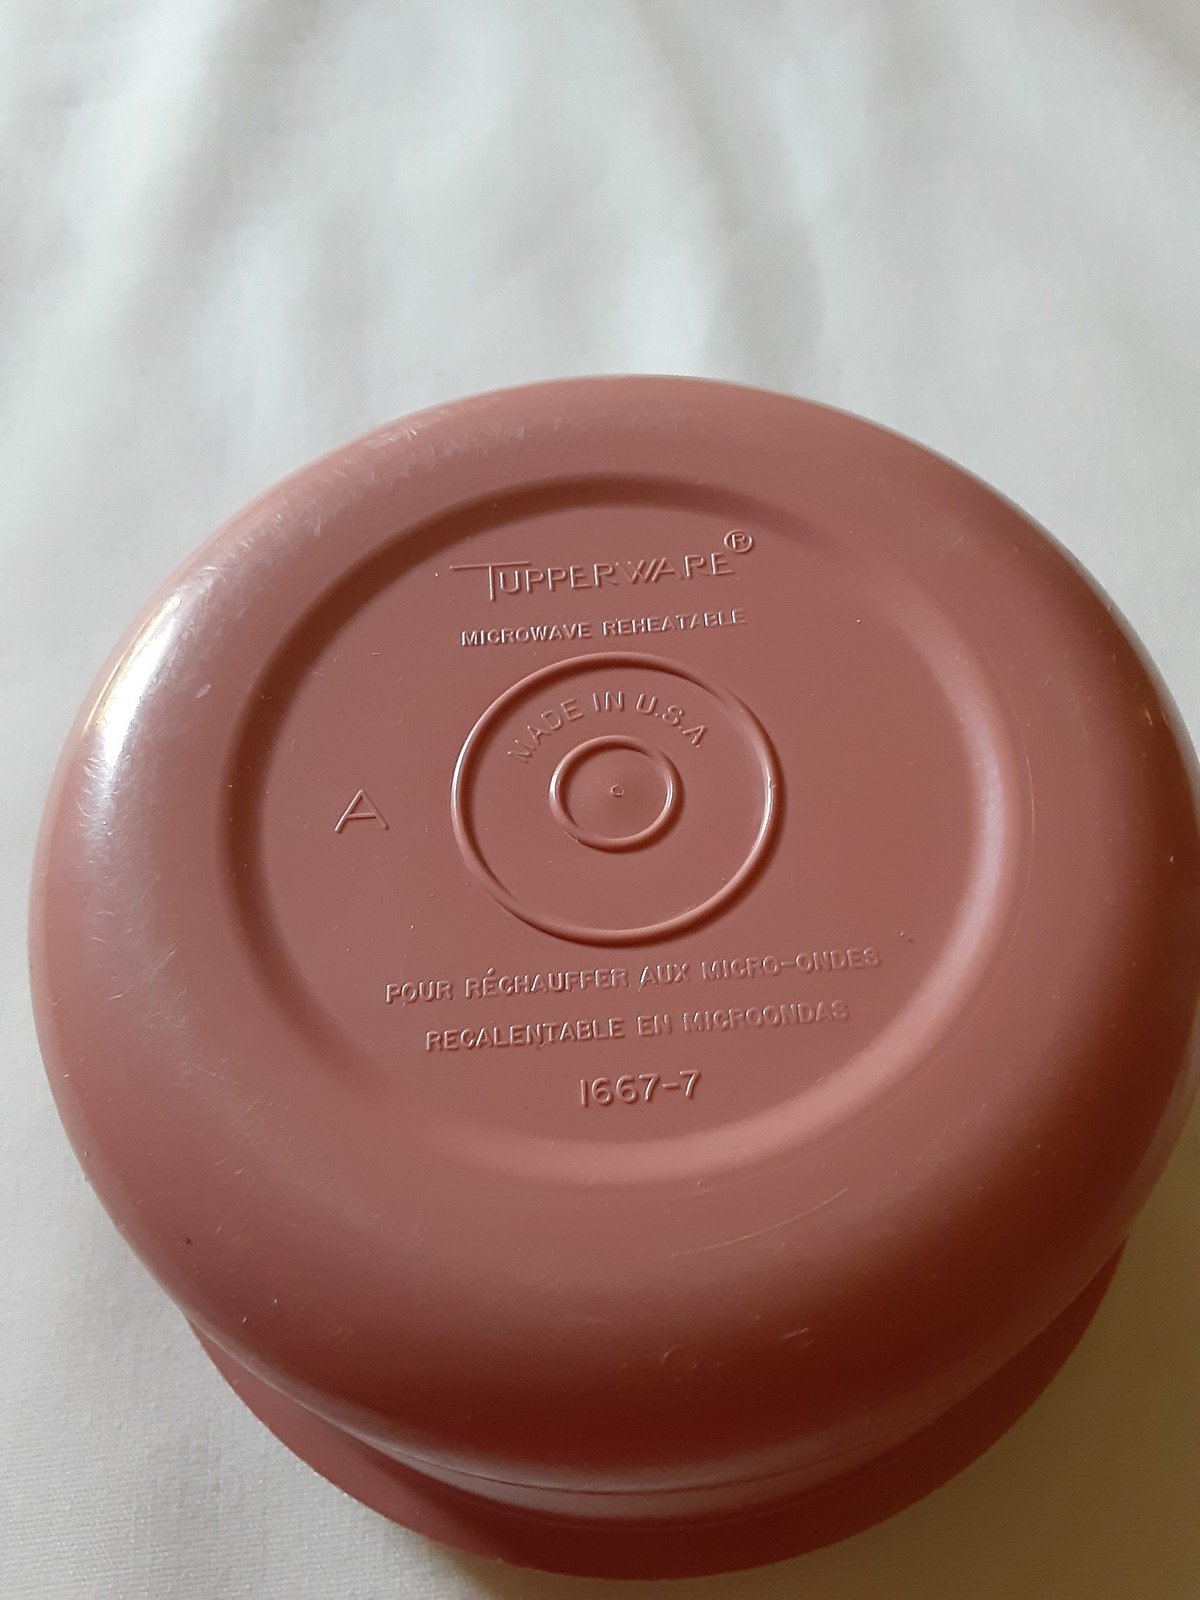 TUPPERWARE®
MICROWAVE REHEATABLE
MADE IN U.S.A.
A
POUR RÉCHAUFFER AUX MICRO-ONDES
RECALENTABLE EN MICROONDAS
1667-7